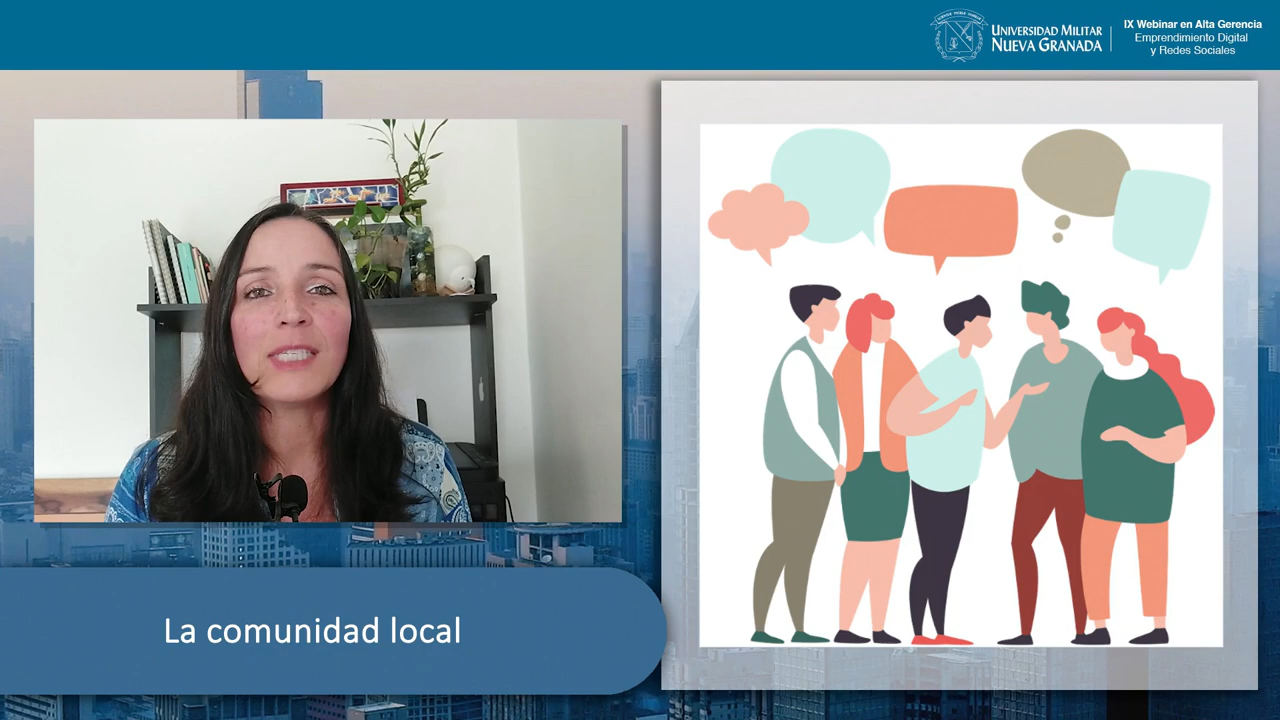 UNIVERSIDAD MILITAR
NUEVA GRANADA
IX Webinar en Alta Gerencia
Emprendimiento Digital
y Redes Sociales
La comunidad local